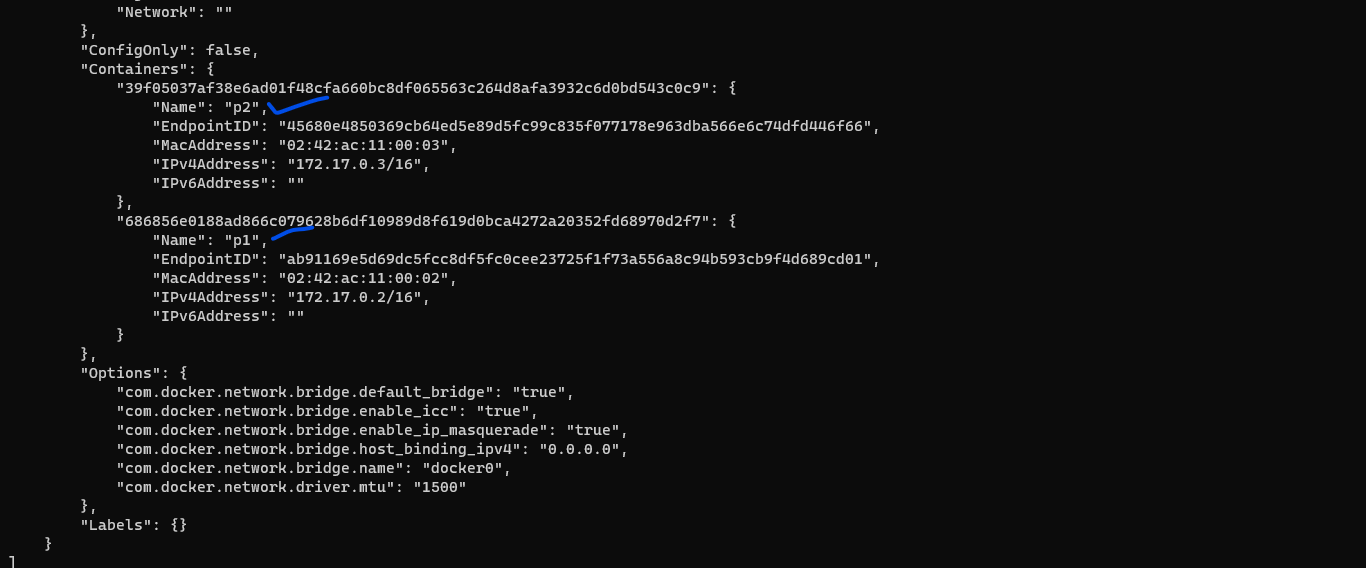 "Network": ""
},
"ConfigOnly": false,
"Containers": {
"39f05037af38e6ad01f48cfa660bc8df065563c264d8afa3932c6d0bd543c0c9": {
"Name": "p2",
"EndpointID": "45680e4850369cb64ed5e89d5fc99c835f077178e963dba566e6c74dfd446f66",
"MacAddress": "02:42:ac:11:00:03",
"IPv4Address": "172.17.0.3/16",
"IPv6Address": ""
},
"686856e0188ad866c079628b6df10989d8f619d0bca4272a20352fd68970d2f7": {
"Name": "p1",
"EndpointID": "ab91169e5d69dc5fcc8df5fc0cee23725f1f73a556a8c94b593cb9f4d689cd01",
"MacAddress": "02:42:ac:11:00:02",
"IPv4Address": "172.17.0.2/16",
"IPv6Address": ""
}
},
"Options": {
"com.docker.network.bridge.default_bridge": "true",
"com.docker.network.bridge.enable_icc": "true",
"com.docker.network.bridge.enable_ip_masquerade": "true",
"com.docker.network.bridge.host_binding_ipv4": "0.0.0.0",
"com.docker.network.bridge.name": "docker0",
"com.docker.network.driver.mtu": "1500"
},
"Labels": {}
}
]